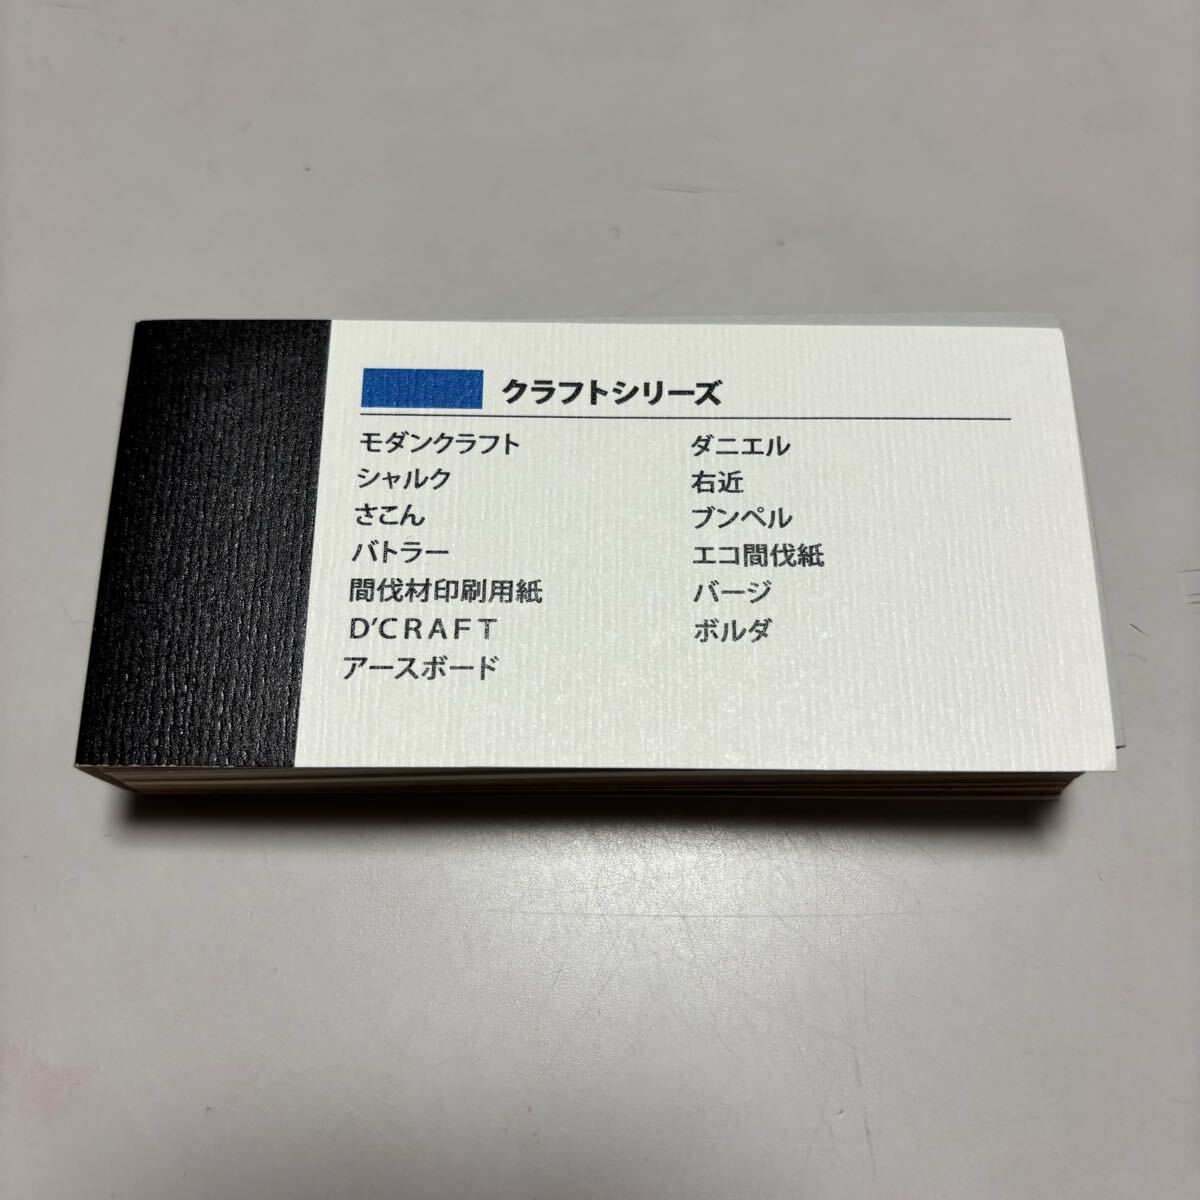 クラフトシリーズ
モダンクラフト
シャルク
さこん
バトラー
間伐材印刷用紙
D'CRAFT
アースボード
ダニエル
右近
ブンペル
エコ間伐紙
バージ
ボルダ